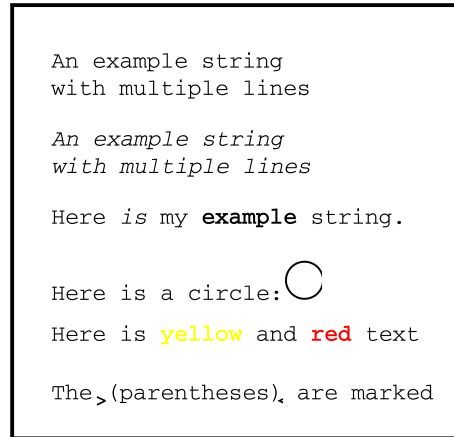 An example string
with multiple lines
An example string
with multiple lines
Here is my example string.
Here is a circle:
Here is yellow and red text
The>(parentheses)< are marked